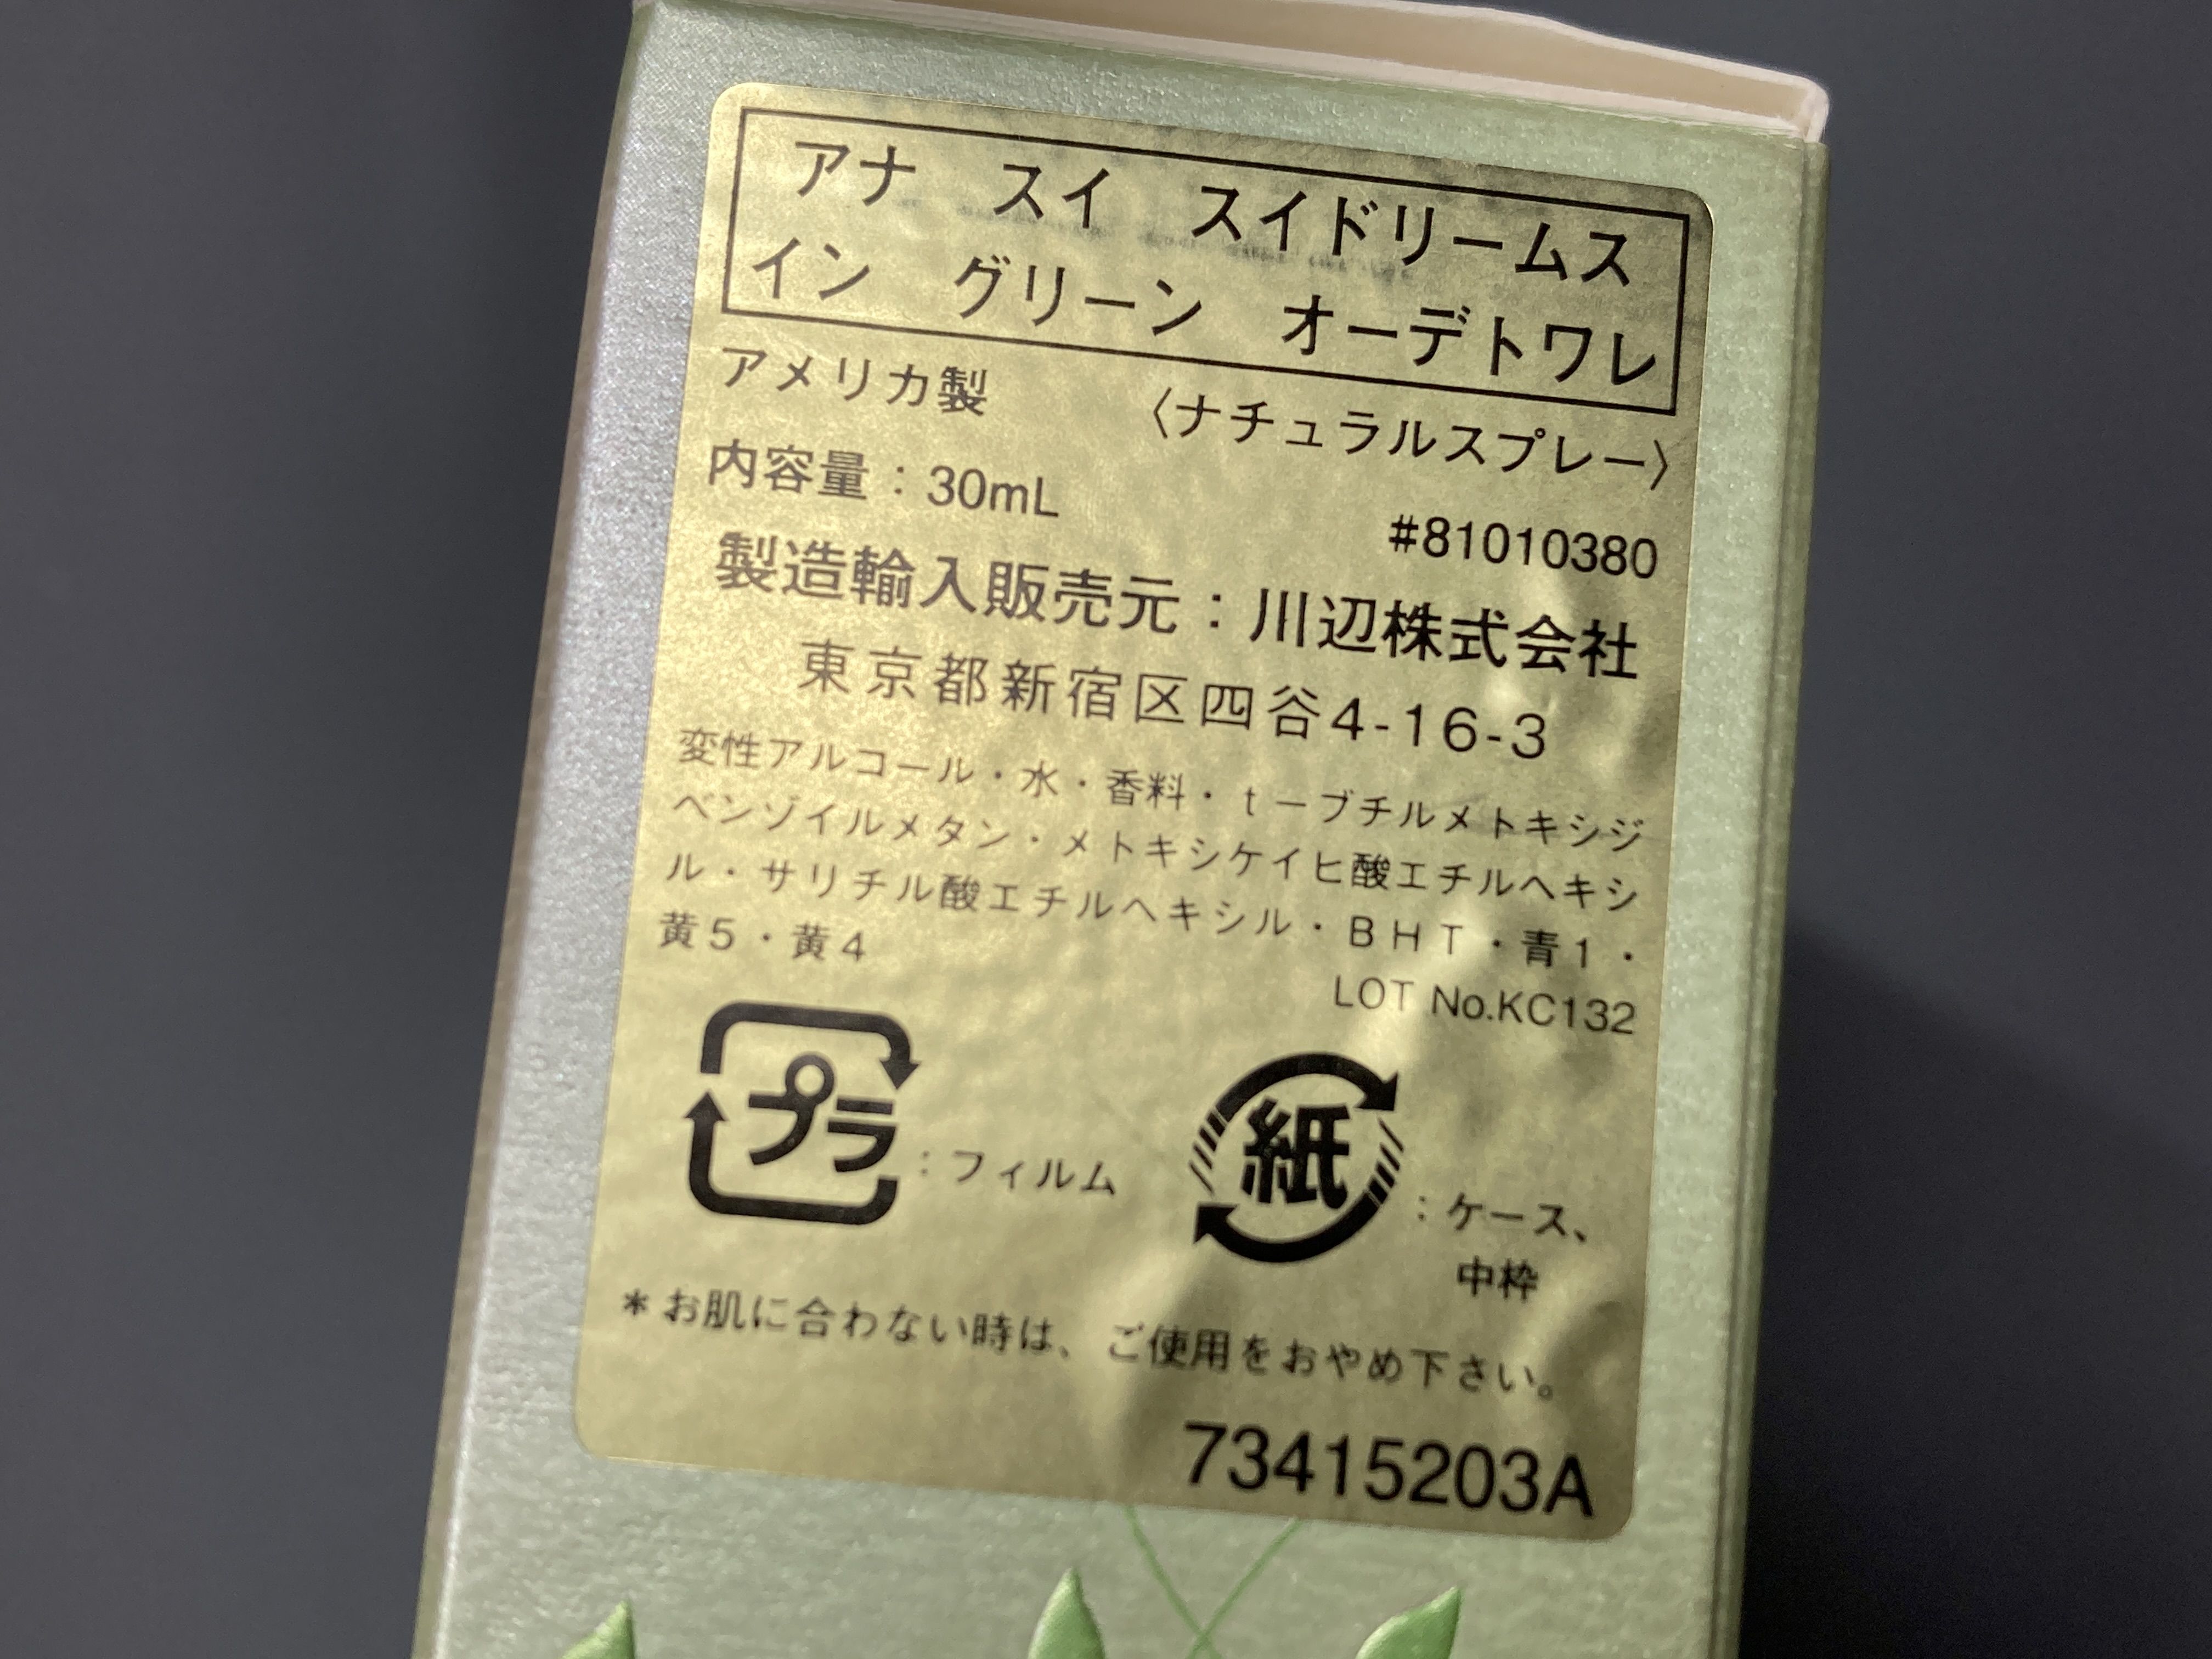 アナ　スイ　スイドリームス
イン　グリーン　オーデトワレ
アメリカ製　〈ナチュラルスプレー〉
内容量：30mL
#81010380
製造輸入販売元：川辺株式会社
東京都新宿区四谷4-16-3
変性アルコール・水・香料・ｔ－ブチルメトキシジ
ベンゾイルメタン・メトキシケイヒ酸エチルヘキシ
ル・サリチル酸エチルヘキシル・ＢＨＴ・青１・
黄５・黄４
LOT No.KC132
プラ：フィルム
紙：ケース、
中枠
＊お肌に合わない時は、ご使用をおやめ下さい。
73415203A